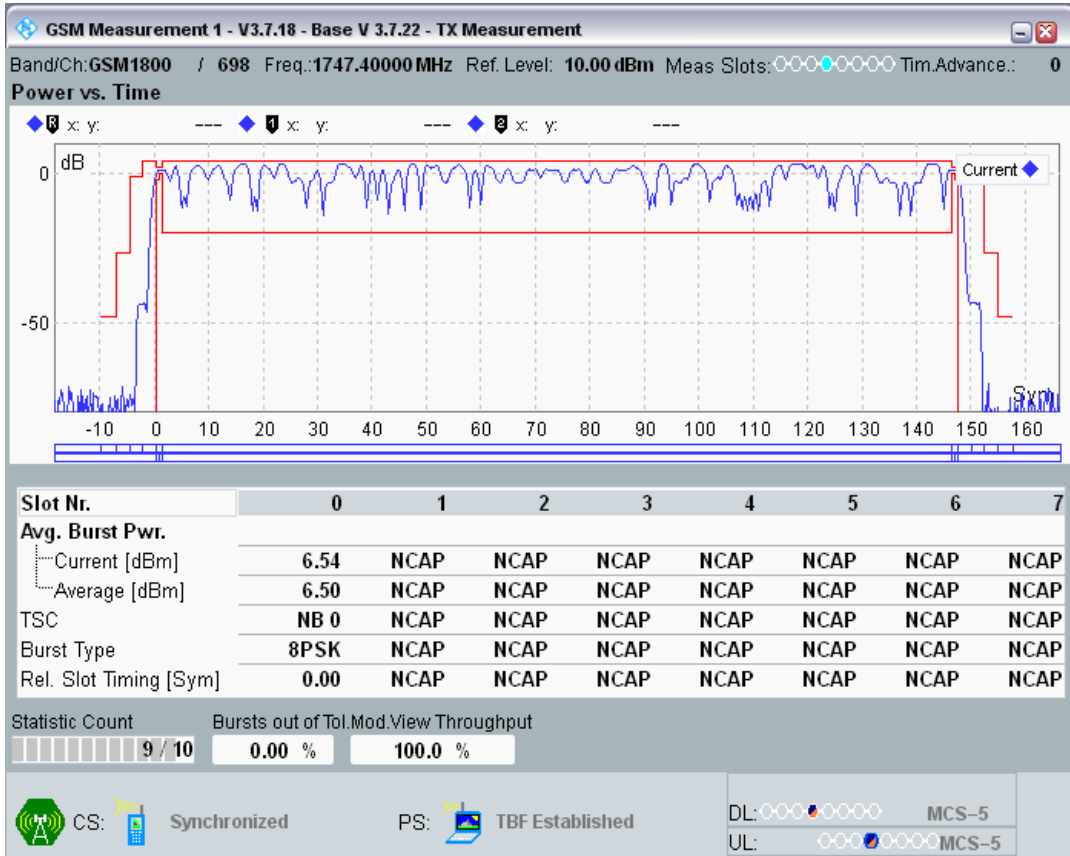 GSM Measurement 1 - V3.7.18 - Base V 3.7.22 - TX Measurement
Band/Ch:GSM1800 / 698 Freq.:1747.40000 MHz Ref. Level: 10.00 dBm Meas Slots: Tim.Advance.: 0
Power vs. Time
R x: y: --- 1 x: y: --- 2 x: y: ---
dB
Current
0
-50
Sym
-10 0 10 20 30 40 50 60 70 80 90 100 110 120 130 140 150 160
Slot Nr. 0 1 2 3 4 5 6 7
Avg. Burst Pwr.
Current [dBm] 6.54 NCAP NCAP NCAP NCAP NCAP NCAP NCAP
Average [dBm] 6.50 NCAP NCAP NCAP NCAP NCAP NCAP NCAP
TSC NB 0 NCAP NCAP NCAP NCAP NCAP NCAP NCAP
Burst Type 8PSK NCAP NCAP NCAP NCAP NCAP NCAP NCAP
Rel. Slot Timing [Sym] 0.00 NCAP NCAP NCAP NCAP NCAP NCAP NCAP
Statistic Count Bursts out of Tol. Mod.View Throughput
9 / 10 0.00 % 100.0 %
CS: Synchronized PS: TBF Established
DL: MCS-5
UL: MCS-5